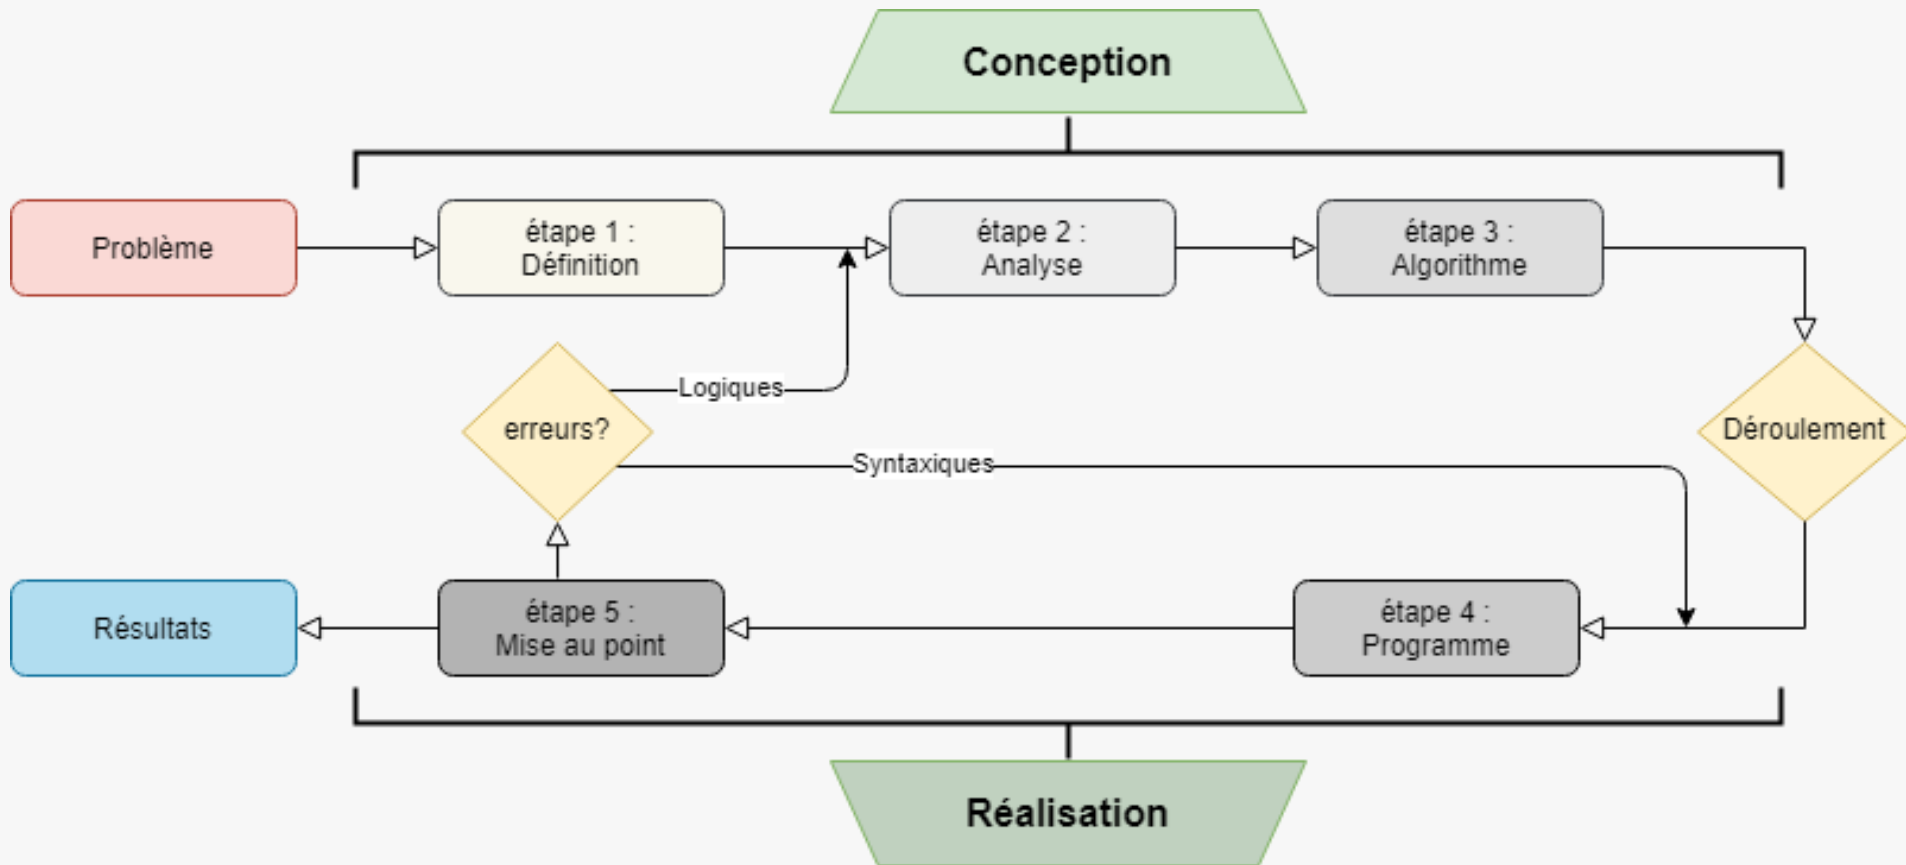 Conception
Problème
étape 1 :
Définition
étape 2 :
Analyse
étape 3 :
Algorithme
Logiques
erreurs?
Déroulement
Syntaxiques
Résultats
étape 5 :
Mise au point
étape 4 :
Programme
Réalisation